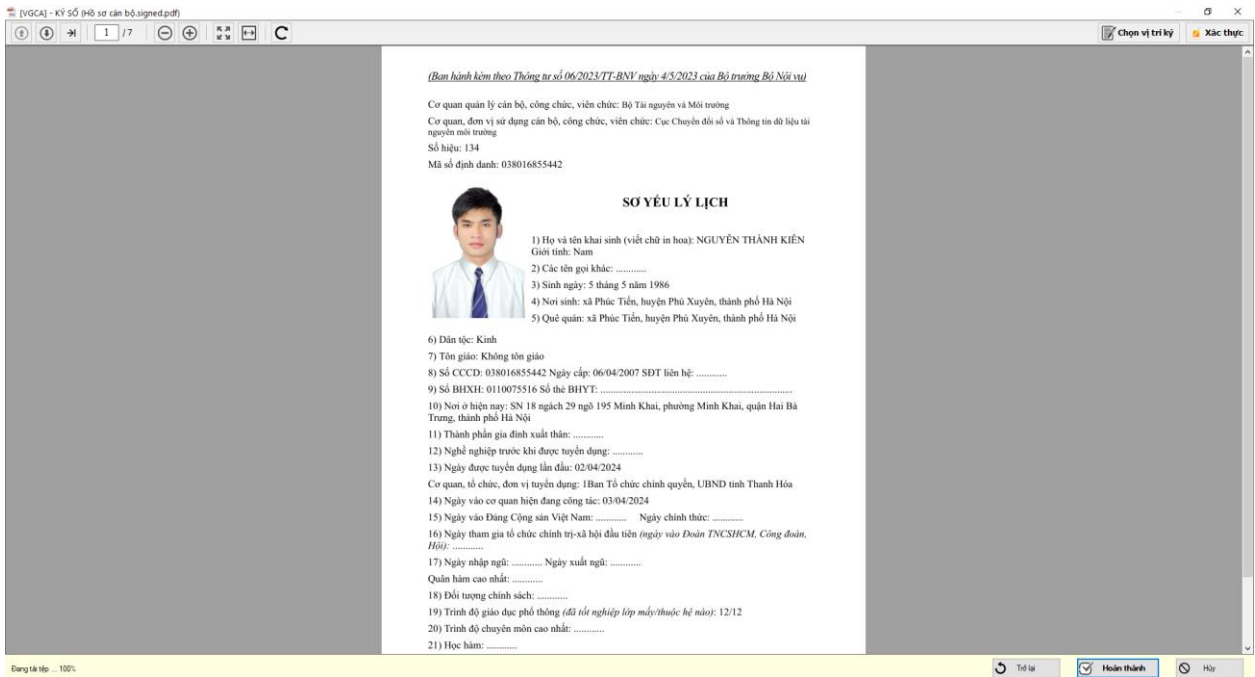 [VGCA] - KÝ SỐ (Hồ sơ cán bộ.signed.pdf)
1 /7
Chọn vị trí ký
Xác thực
(Ban hành kèm theo Thông tư số 06/2023/TT-BNV ngày 4/5/2023 của Bộ trưởng Bộ Nội vụ)
Cơ quan quản lý cán bộ, công chức, viên chức: Bộ Tài nguyên và Môi trường
Cơ quan, đơn vị sử dụng cán bộ, công chức, viên chức: Cục Chuyển đổi số và Thông tin dữ liệu tài
nguyên môi trường
Số hiệu: 134
Mã số định danh: 038016855442
SƠ YẾU LÝ LỊCH
1) Họ và tên khai sinh (viết chữ in hoa): NGUYỄN THÀNH KIÊN
Giới tính: Nam
2) Các tên gọi khác: ............
3) Sinh ngày: 5 tháng 5 năm 1986
4) Nơi sinh: xã Phúc Tiến, huyện Phú Xuyên, thành phố Hà Nội
5) Quê quán: xã Phúc Tiến, huyện Phú Xuyên, thành phố Hà Nội
6) Dân tộc: Kinh
7) Tôn giáo: Không tôn giáo
8) Số CCCD: 038016855442 Ngày cấp: 06/04/2007 SĐT liên hệ: ............
9) Số BHXH: 0110075516 Số thẻ BHYT: ............................................................................
10) Nơi ở hiện nay: SN 18 ngách 29 ngõ 195 Minh Khai, phường Minh Khai, quận Hai Bà
Trưng, thành phố Hà Nội
11) Thành phần gia đình xuất thân: ............
12) Nghề nghiệp trước khi được tuyển dụng: ............
13) Ngày được tuyển dụng lần đầu: 02/04/2024
Cơ quan, tổ chức, đơn vị tuyển dụng: 1Ban Tổ chức chính quyền, UBND tỉnh Thanh Hóa
14) Ngày vào cơ quan hiện đang công tác: 03/04/2024
15) Ngày vào Đảng Cộng sản Việt Nam: ............ Ngày chính thức: ............
16) Ngày tham gia tổ chức chính trị-xã hội đầu tiên (ngày vào Đoàn TNCSHCM, Công đoàn,
Hội): ............
17) Ngày nhập ngũ: ............ Ngày xuất ngũ: ............
Quân hàm cao nhất: ............
18) Đối tượng chính sách: ............
19) Trình độ giáo dục phổ thông (đã tốt nghiệp lớp mấy/thuộc hệ nào): 12/12
20) Trình độ chuyên môn cao nhất: ............
21) Học hàm: ............
Đang tải tệp ... 100%
Trở lại
Hoàn thành
Hủy